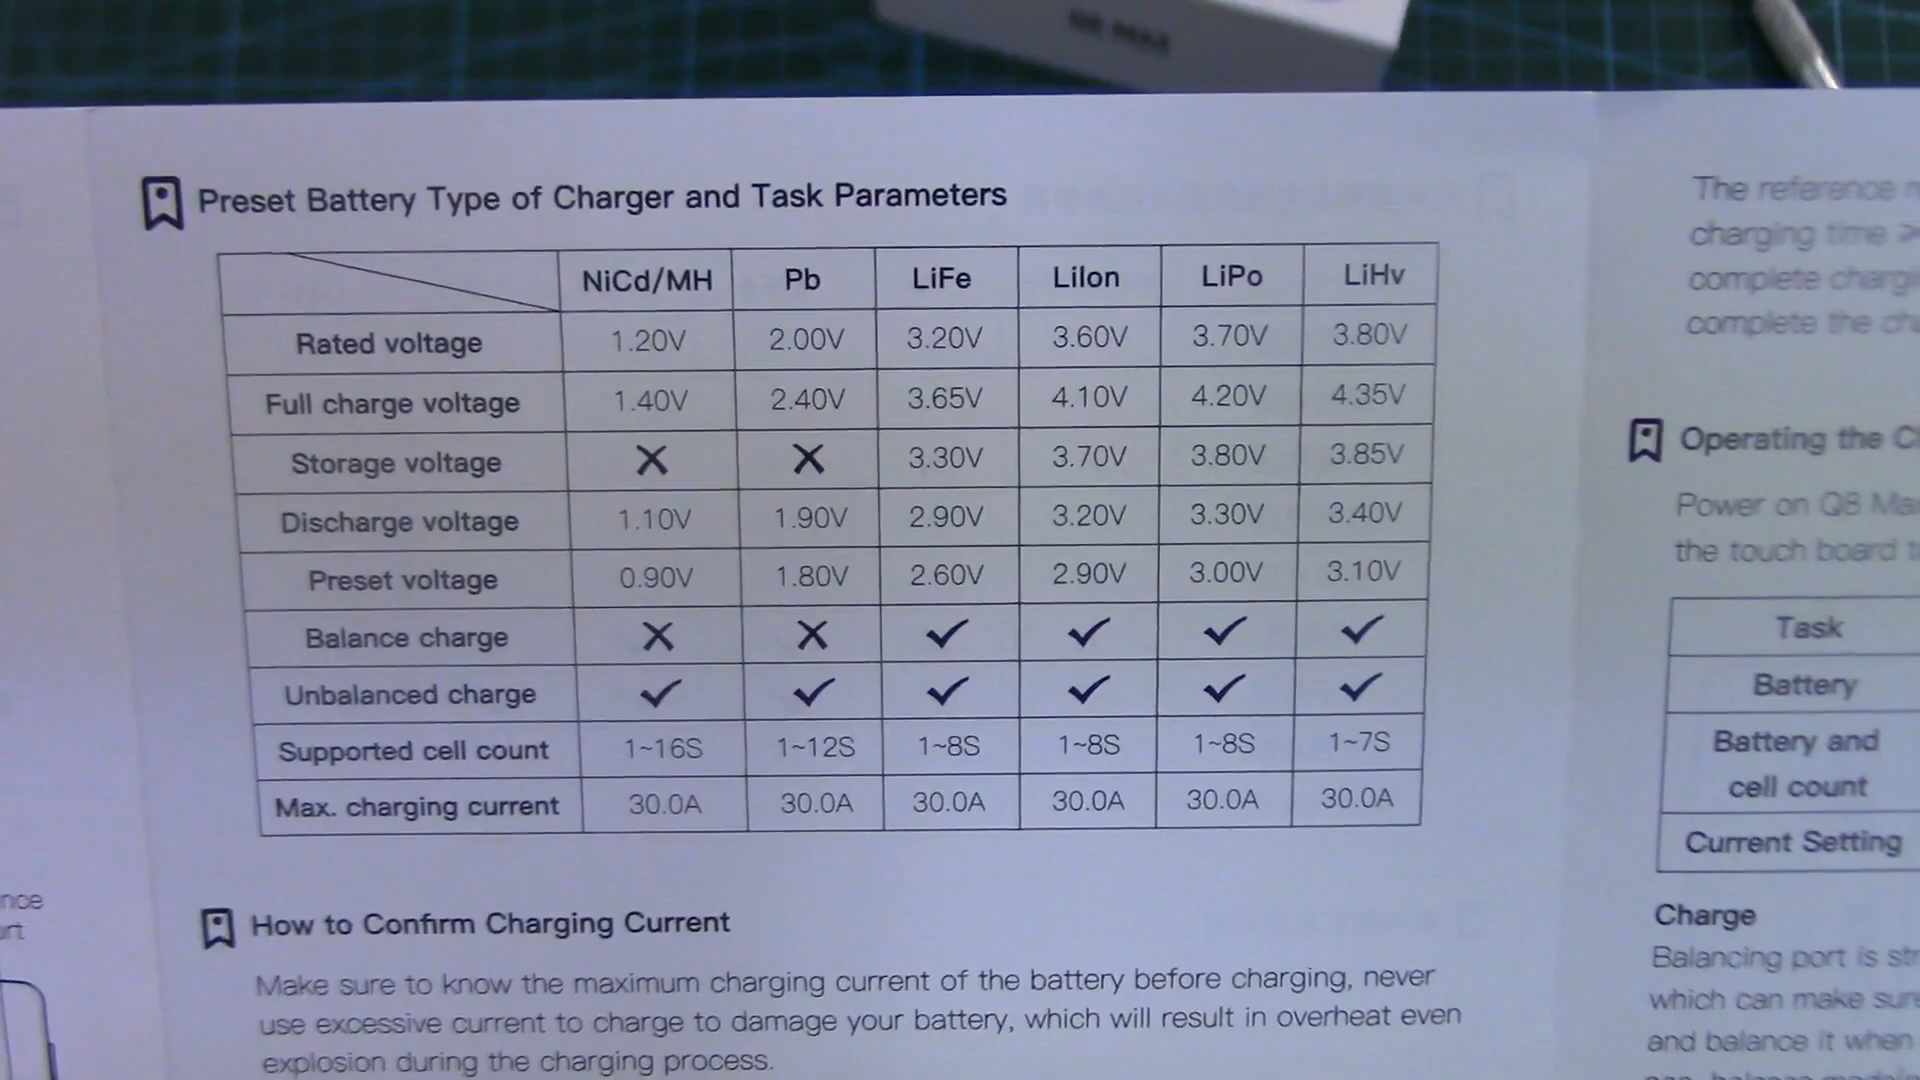 Preset Battery Type of Charger and Task Parameters
NiCd/MH Pb LiFe LiIon LiPo LiHv
Rated voltage 1.20V 2.00V 3.20V 3.60V 3.70V 3.80V
Full charge voltage 1.40V 2.40V 3.65V 4.10V 4.20V 4.35V
Storage voltage ✕ ✕ 3.30V 3.70V 3.80V 3.85V
Discharge voltage 1.10V 1.90V 2.90V 3.20V 3.30V 3.40V
Preset voltage 0.90V 1.80V 2.60V 2.90V 3.00V 3.10V
Balance charge ✕ ✕ ✓ ✓ ✓ ✓
Unbalanced charge ✓ ✓ ✓ ✓ ✓ ✓
Supported cell count 1~16S 1~12S 1~8S 1~8S 1~8S 1~7S
Max. charging current 30.0A 30.0A 30.0A 30.0A 30.0A 30.0A
How to Confirm Charging Current
Make sure to know the maximum charging current of the battery before charging, never
use excessive current to charge to damage your battery, which will result in overheat even
explosion during the charging process.
The reference
charging time
complete
complete the
Operating the
Power on Q8
the touch board
Task
Battery
Battery and
cell count
Current Setting
Charge
Balancing port is
which can make
and balance it when